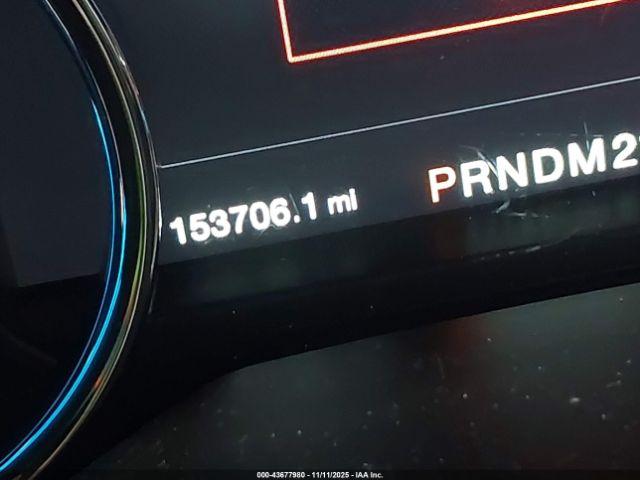 PRNDM2
153706.1 mi
000-43677980 - 11/11/2025 - IAA Inc.